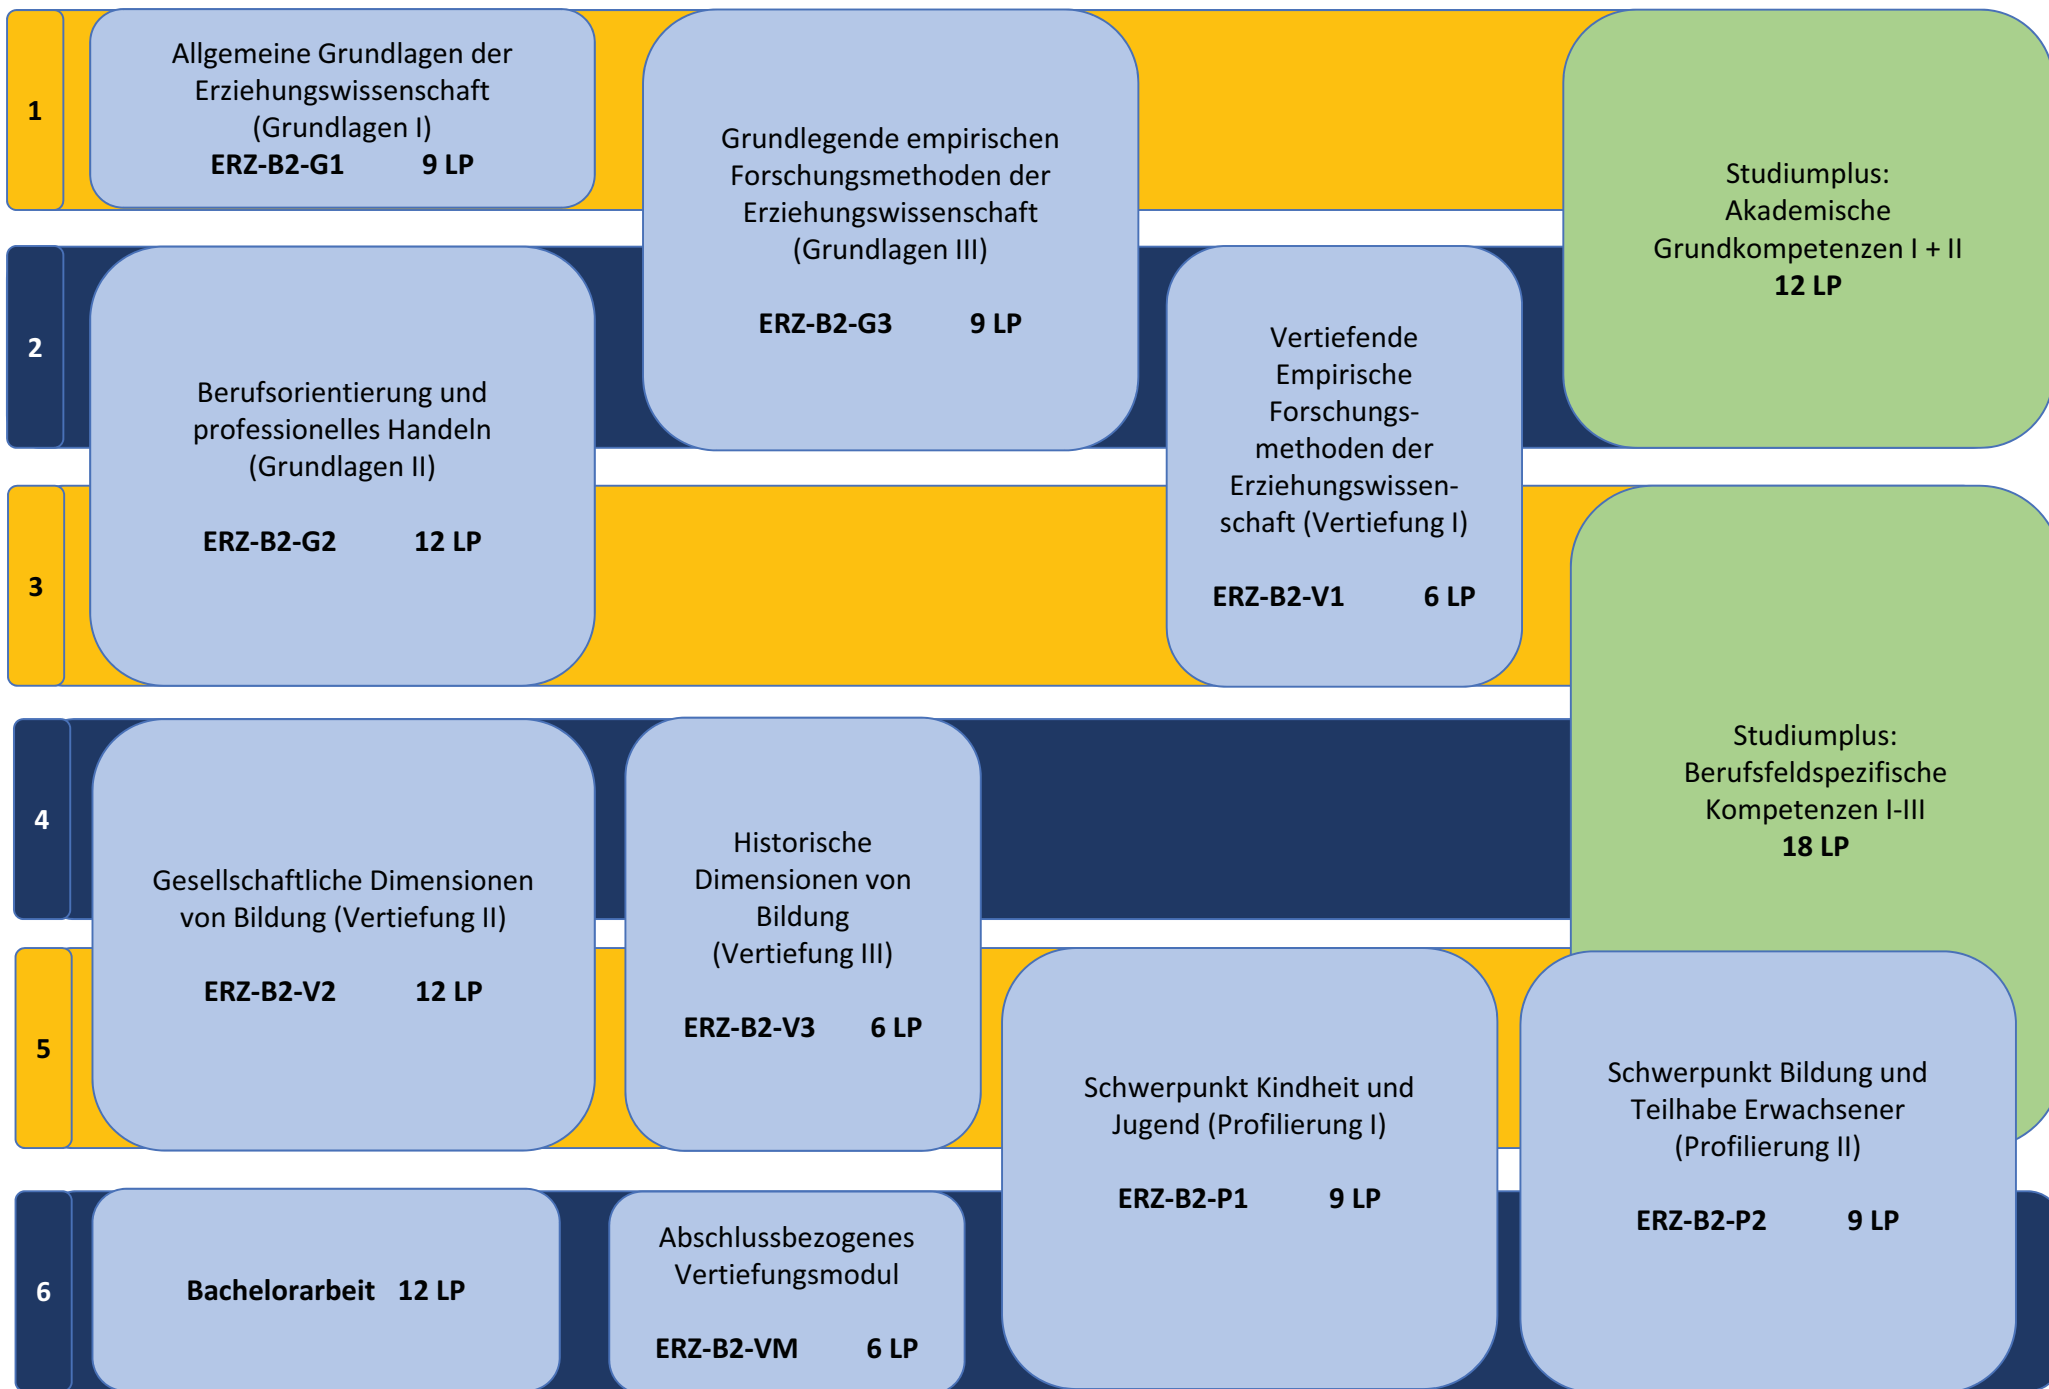 1
Allgemeine Grundlagen der
Erziehungswissenschaft
(Grundlagen I)
ERZ-B2-G1 9 LP
Grundlegende empirischen
Forschungsmethoden der
Erziehungswissenschaft
(Grundlagen III)
ERZ-B2-G3 9 LP
Studiumplus:
Akademische
Grundkompetenzen I + II
12 LP
2
Berufsorientierung und
professionelles Handeln
(Grundlagen II)
ERZ-B2-G2 12 LP
Vertiefende
Empirische
Forschungs-
methoden der
Erziehungswissen-
schaft (Vertiefung I)
ERZ-B2-V1 6 LP
3
Studiumplus:
Berufsfeldspezifische
Kompetenzen I-III
18 LP
4
Gesellschaftliche Dimensionen
von Bildung (Vertiefung II)
ERZ-B2-V2 12 LP
Historische
Dimensionen von
Bildung
(Vertiefung III)
ERZ-B2-V3 6 LP
5
Schwerpunkt Kindheit und
Jugend (Profilierung I)
ERZ-B2-P1 9 LP
Schwerpunkt Bildung und
Teilhabe Erwachsener
(Profilierung II)
ERZ-B2-P2 9 LP
6
Bachelorarbeit 12 LP
Abschlussbezogenes
Vertiefungsmodul
ERZ-B2-VM 6 LP